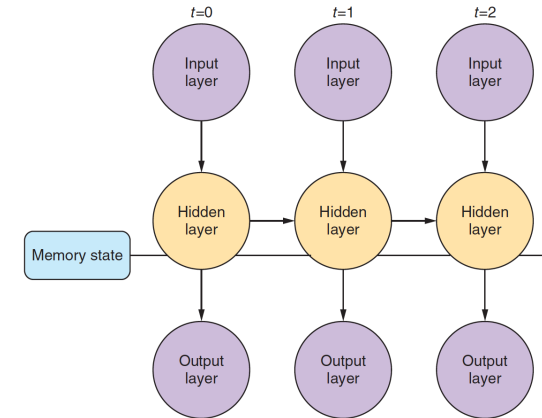 t=0
t=1
t=2
Input
layer
Input
layer
Input
layer
Hidden
layer
Hidden
layer
Hidden
layer
Memory state
Output
layer
Output
layer
Output
layer